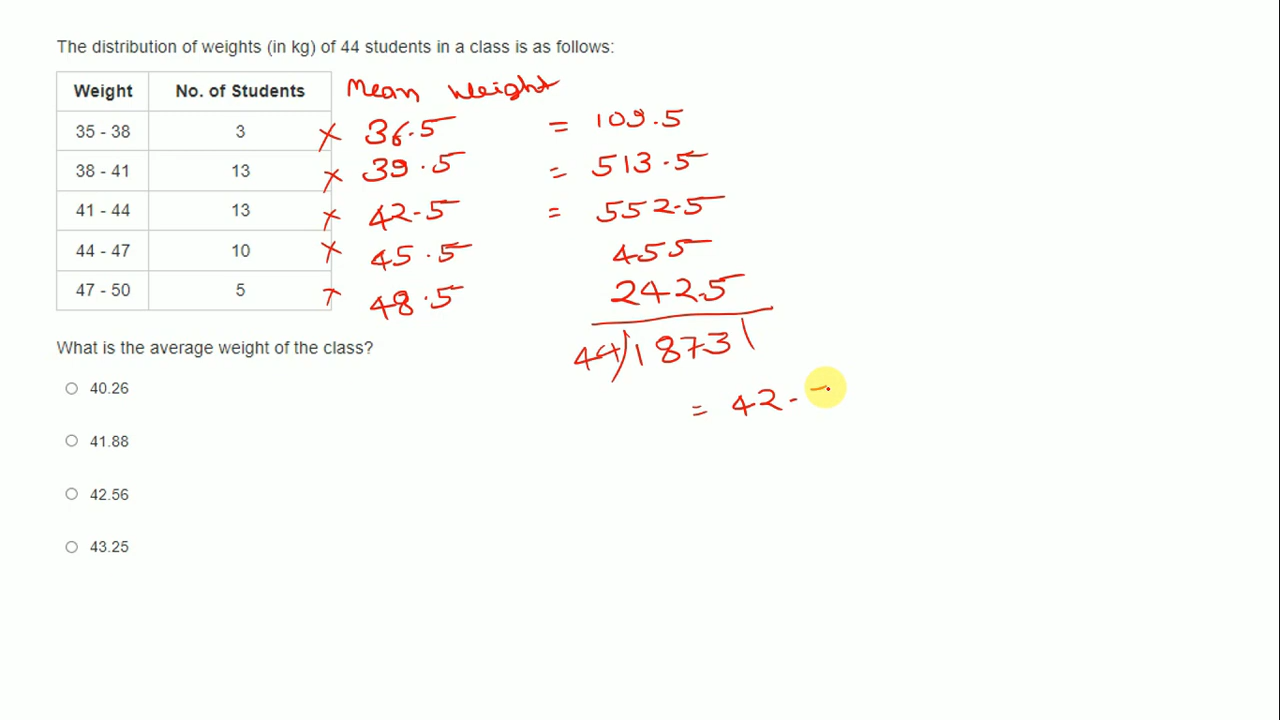 The distribution of weights (in kg) of 44 students in a class is as follows:
Weight No. of Students Mean Weight
35 - 38 3 × 36.5 = 109.5
38 - 41 13 × 39.5 = 513.5
41 - 44 13 × 42.5 = 552.5
44 - 47 10 × 45.5 455
47 - 50 5 × 48.5 242.5
44)1873(
What is the average weight of the class?
= 42.
40.26
41.88
42.56
43.25